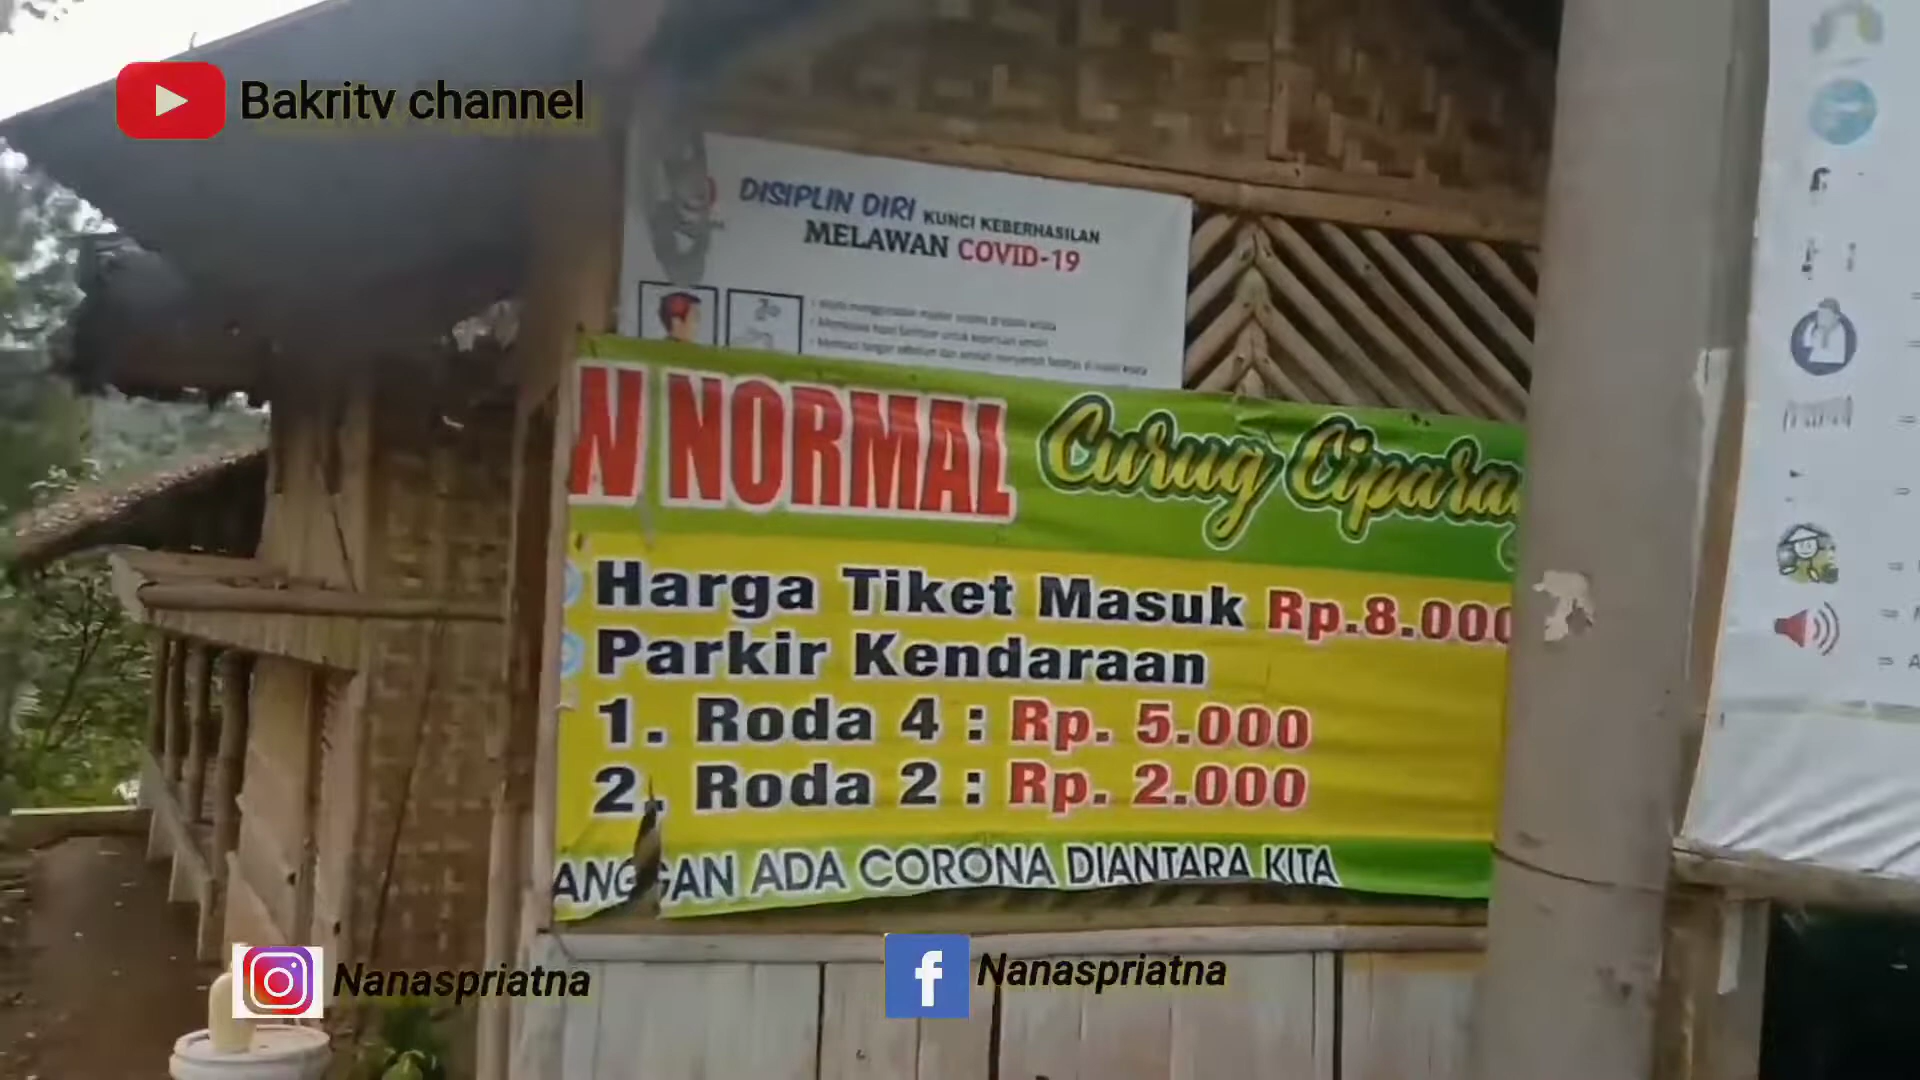 Bakritv channel
DISIPLIN DIRI KUNCI KEBERHASILAN
MELAWAN COVID-19
W NORMAL Curug Ciparay
Harga Tiket Masuk Rp.8.000
Parkir Kendaraan
1. Roda 4 : Rp. 5.000
2. Roda 2 : Rp. 2.000
ANGGAN ADA CORONA DIANTARA KITA
Nanaspriatna
Nanaspriatna